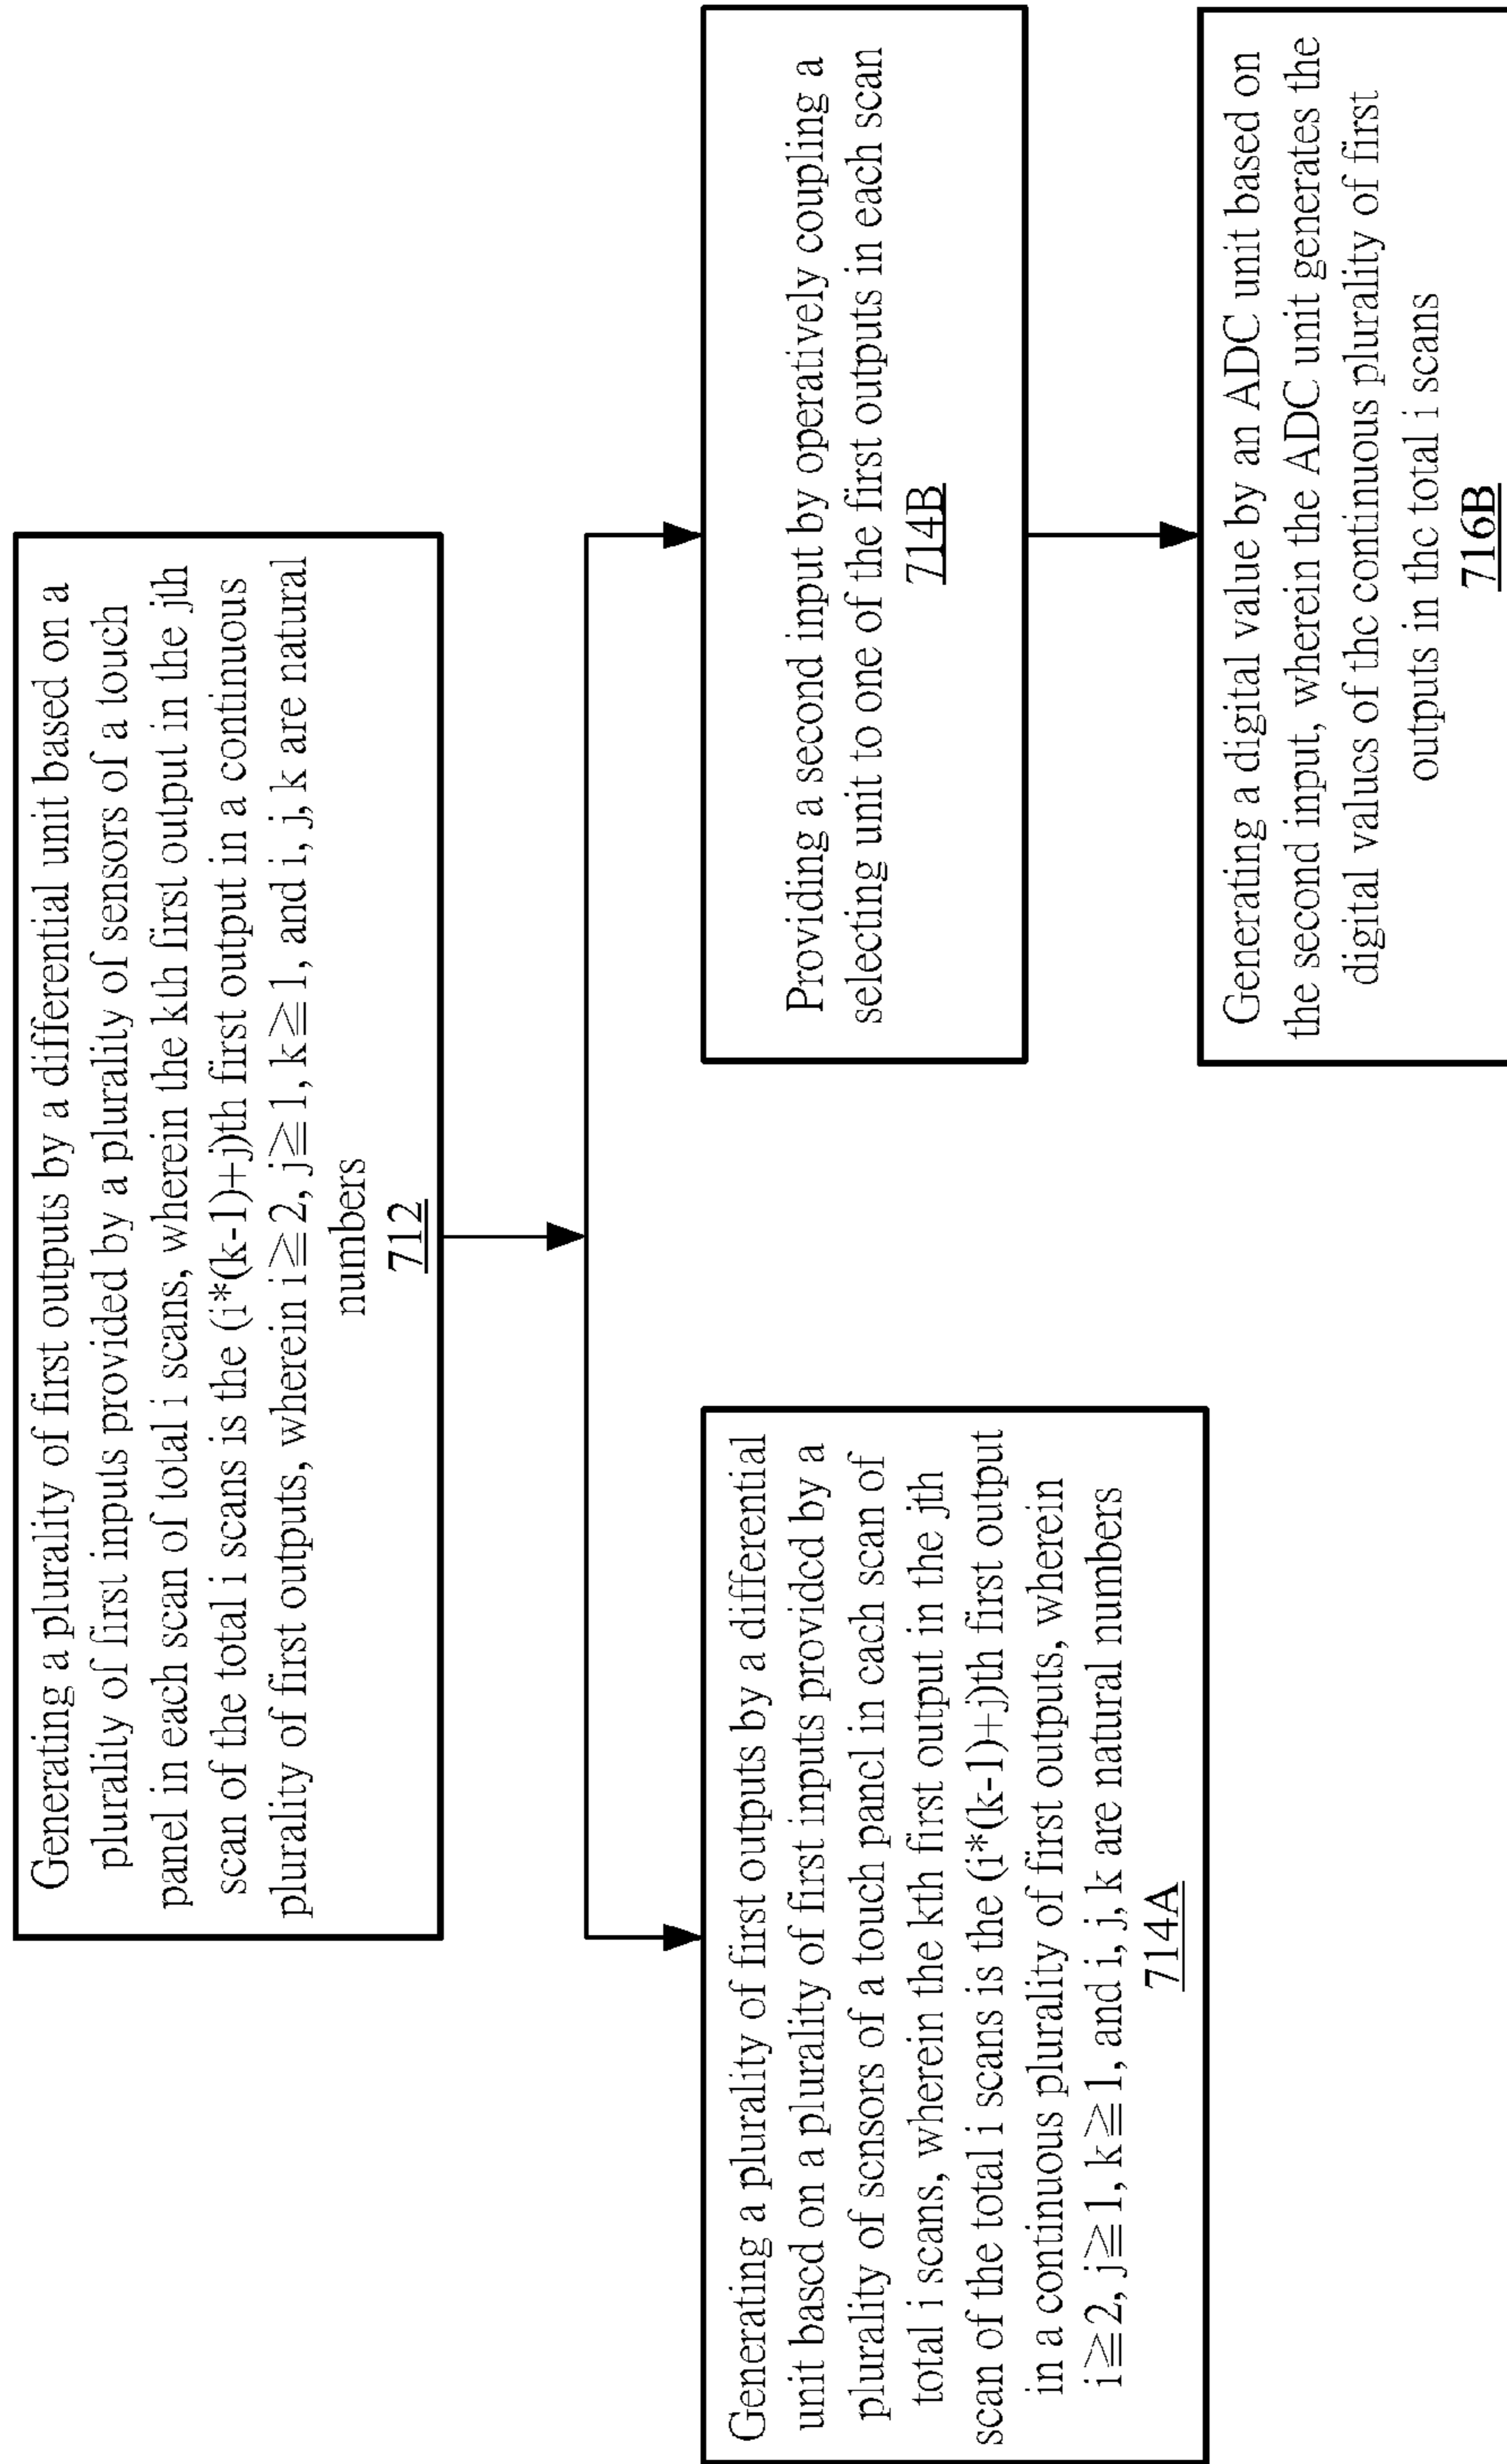 Generating a plurality of first outputs by a differential unit based on a
plurality of first inputs provided by a plurality of sensors of a touch
panel in each scan of total i scans, wherein the kth first output in the jth
scan of the total i scans is the (i*(k-1)+j)th first output in a continuous
plurality of first outputs, wherein i≧2, j≧1, k≧1, and i, j, k are natural
numbers
712
Generating a plurality of first outputs by a differential
unit based on a plurality of first inputs provided by a
plurality of sensors of a touch panel in each scan of
total i scans, wherein the kth first output in the jth
scan of the total i scans is the (i*(k-1)+j)th first output
in a continuous plurality of first outputs, wherein
i≧2, j≧1, k≧1, and i, j, k are natural numbers
714A
Providing a second input by operatively coupling a
selecting unit to one of the first outputs in each scan
714B
Generating a digital value by an ADC unit based on
the second input, wherein the ADC unit generates the
digital values of the continuous plurality of first
outputs in the total i scans
716B